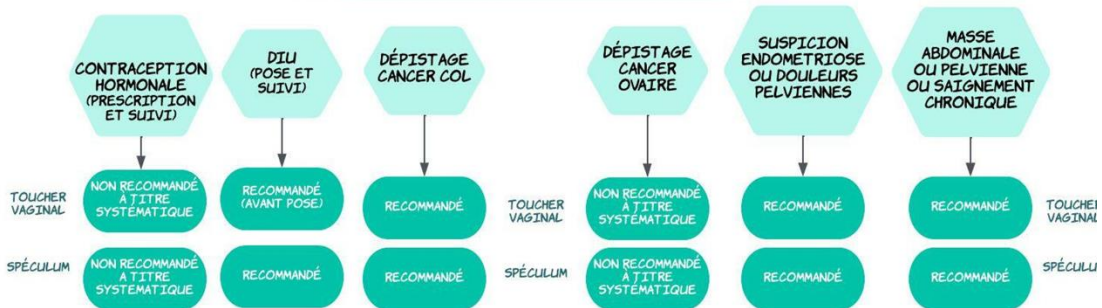 CONTRACEPTION
HORMONALE
(PRESCRIPTION
ET SUIVI)
DIU
(POSE ET
SUIVI)
DÉPISTAGE
CANCER COL
DÉPISTAGE
CANCER
OVAIRE
SUSPICION
ENDOMETRIOSE
OU DOULEURS
PELVIENNES
MASSE
ABDOMINALE
OU PELVIENNE
OU SAIGNEMENT
CHRONIQUE
TOUCHER
VAGINAL
NON RECOMMANDÉ
À TITRE
SYSTÉMATIQUE
RECOMMANDÉ
(AVANT POSE)
RECOMMANDÉ
TOUCHER
VAGINAL
NON RECOMMANDÉ
À TITRE
SYSTÉMATIQUE
RECOMMANDÉ
RECOMMANDÉ
TOUCHER
VAGINAL
SPÉCULUM
NON RECOMMANDÉ
À TITRE
SYSTÉMATIQUE
RECOMMANDÉ
RECOMMANDÉ
SPÉCULUM
NON RECOMMANDÉ
À TITRE
SYSTÉMATIQUE
RECOMMANDÉ
RECOMMANDÉ
SPÉCULUM